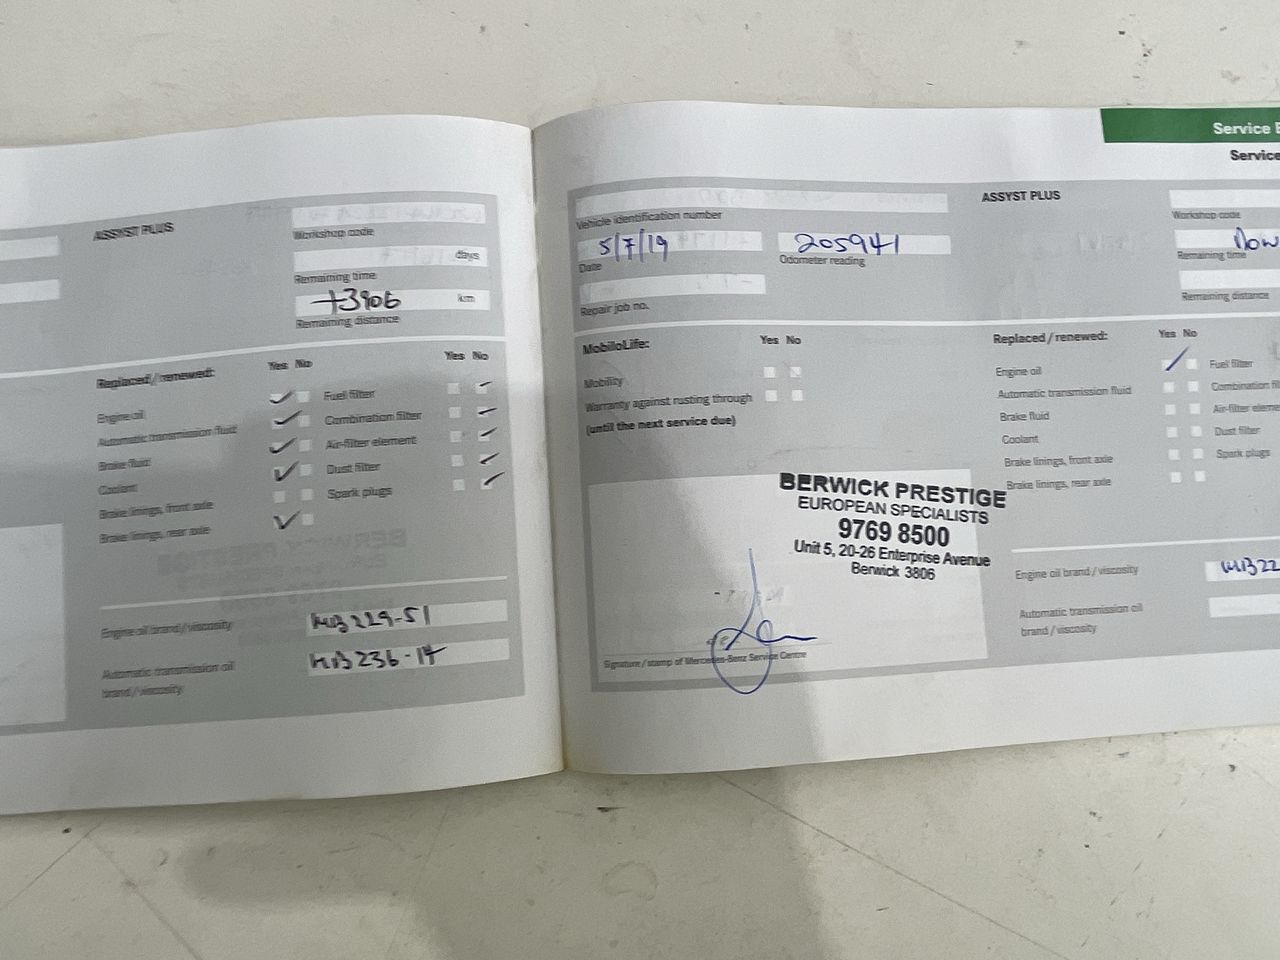 ASSYST PLUS
Workshop code
days
Remaining time
+3906 km
Remaining distance
Replaced/renewed: Yes No Yes No
Engine oil
Automatic transmission fluid
Brake fluid
Coolant
Brake linings, front axle
Brake linings, rear axle
Fuel filter
Combination filter
Air-filter element
Dust filter
Spark plugs
Engine oil brand/viscosity MB229-51
Automatic transmission oil MB236-14
brand/viscosity
Service
Service
Vehicle identification number
5/7/19
Date
205941
Odometer reading
Repair job no.
ASSYST PLUS
Workshop code
Now
Remaining time
Remaining distance
MobiloLife: Yes No
Mobility
Warranty against rusting through
(until the next service due)
Replaced/renewed: Yes No
Engine oil
Automatic transmission fluid
Brake fluid
Coolant
Brake linings, front axle
Brake linings, rear axle
Fuel filter
Combination
Air-filter
Dust filter
Spark plugs
BERWICK PRESTIGE
EUROPEAN SPECIALISTS
9769 8500
Unit 5, 20-26 Enterprise Avenue
Berwick 3806
Signature/stamp of Mercedes-Benz Service Centre
Engine oil brand/viscosity MB22
Automatic transmission oil
brand/viscosity